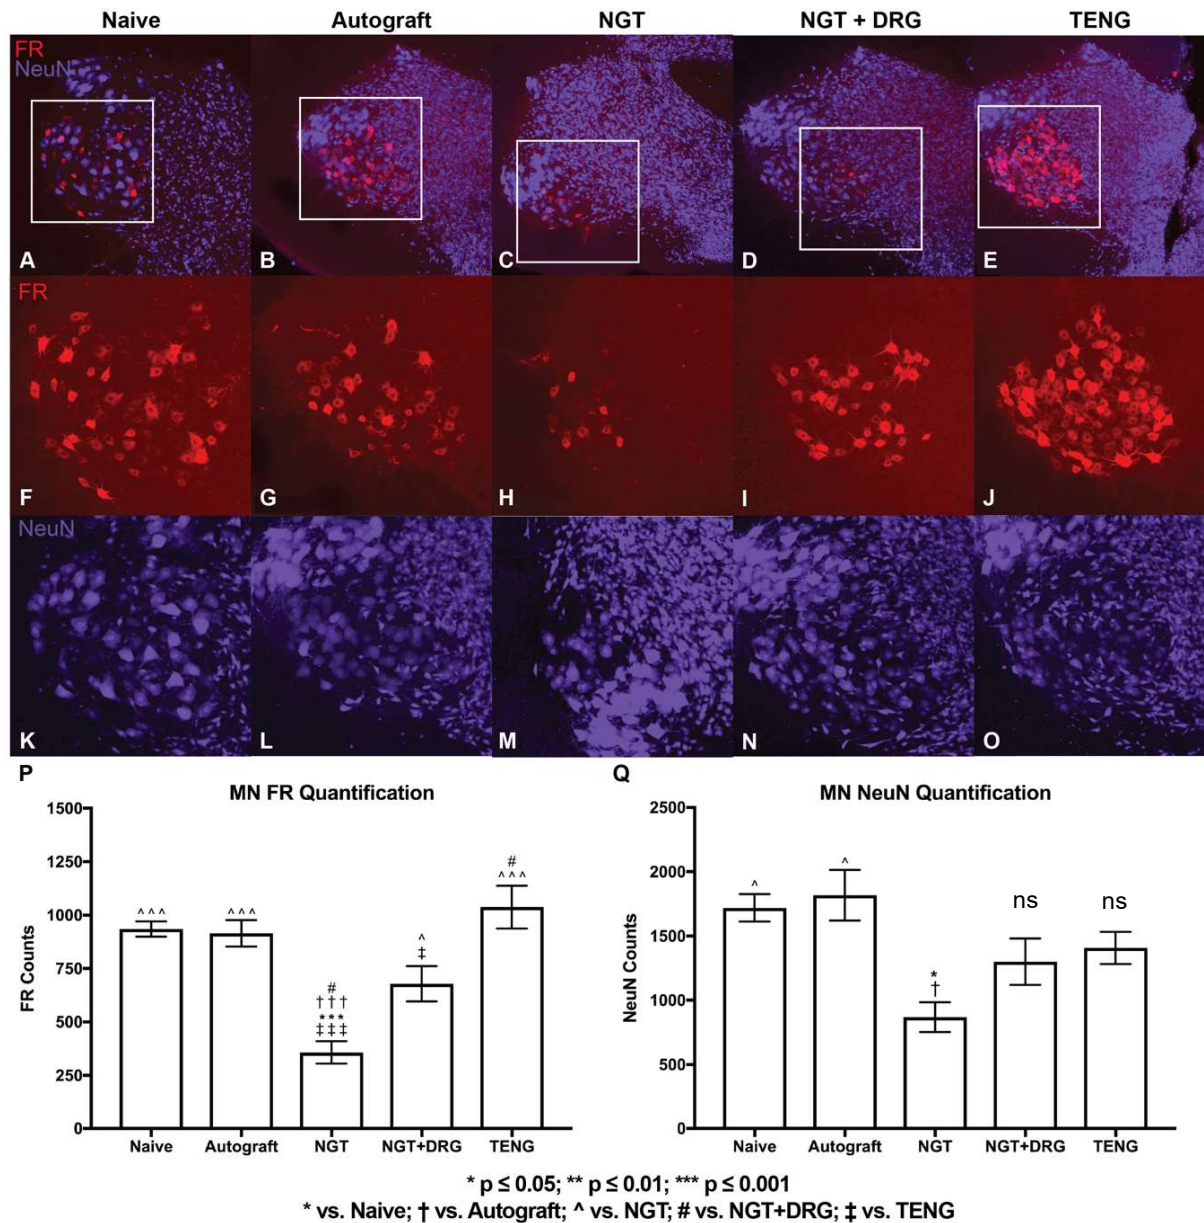 Naive Autograft NGT NGT + DRG TENG
FR
NeuN
A B C D E
FR
F G H I J
NeuN
K L M N O
P Q
MN FR Quantification
1500
1250
1000
750
500
250
0
FR Counts
^^^
^^^
#
†††
***
‡‡‡
^
‡
#
^^^
Naive Autograft NGT NGT+DRG TENG
MN NeuN Quantification
2500
2000
1500
1000
500
0
NeuN Counts
^
^
*
†
ns
ns
Naive Autograft NGT NGT+DRG TENG
* p ≤ 0.05; ** p ≤ 0.01; *** p ≤ 0.001
* vs. Naive; † vs. Autograft; ^ vs. NGT; # vs. NGT+DRG; ‡ vs. TENG